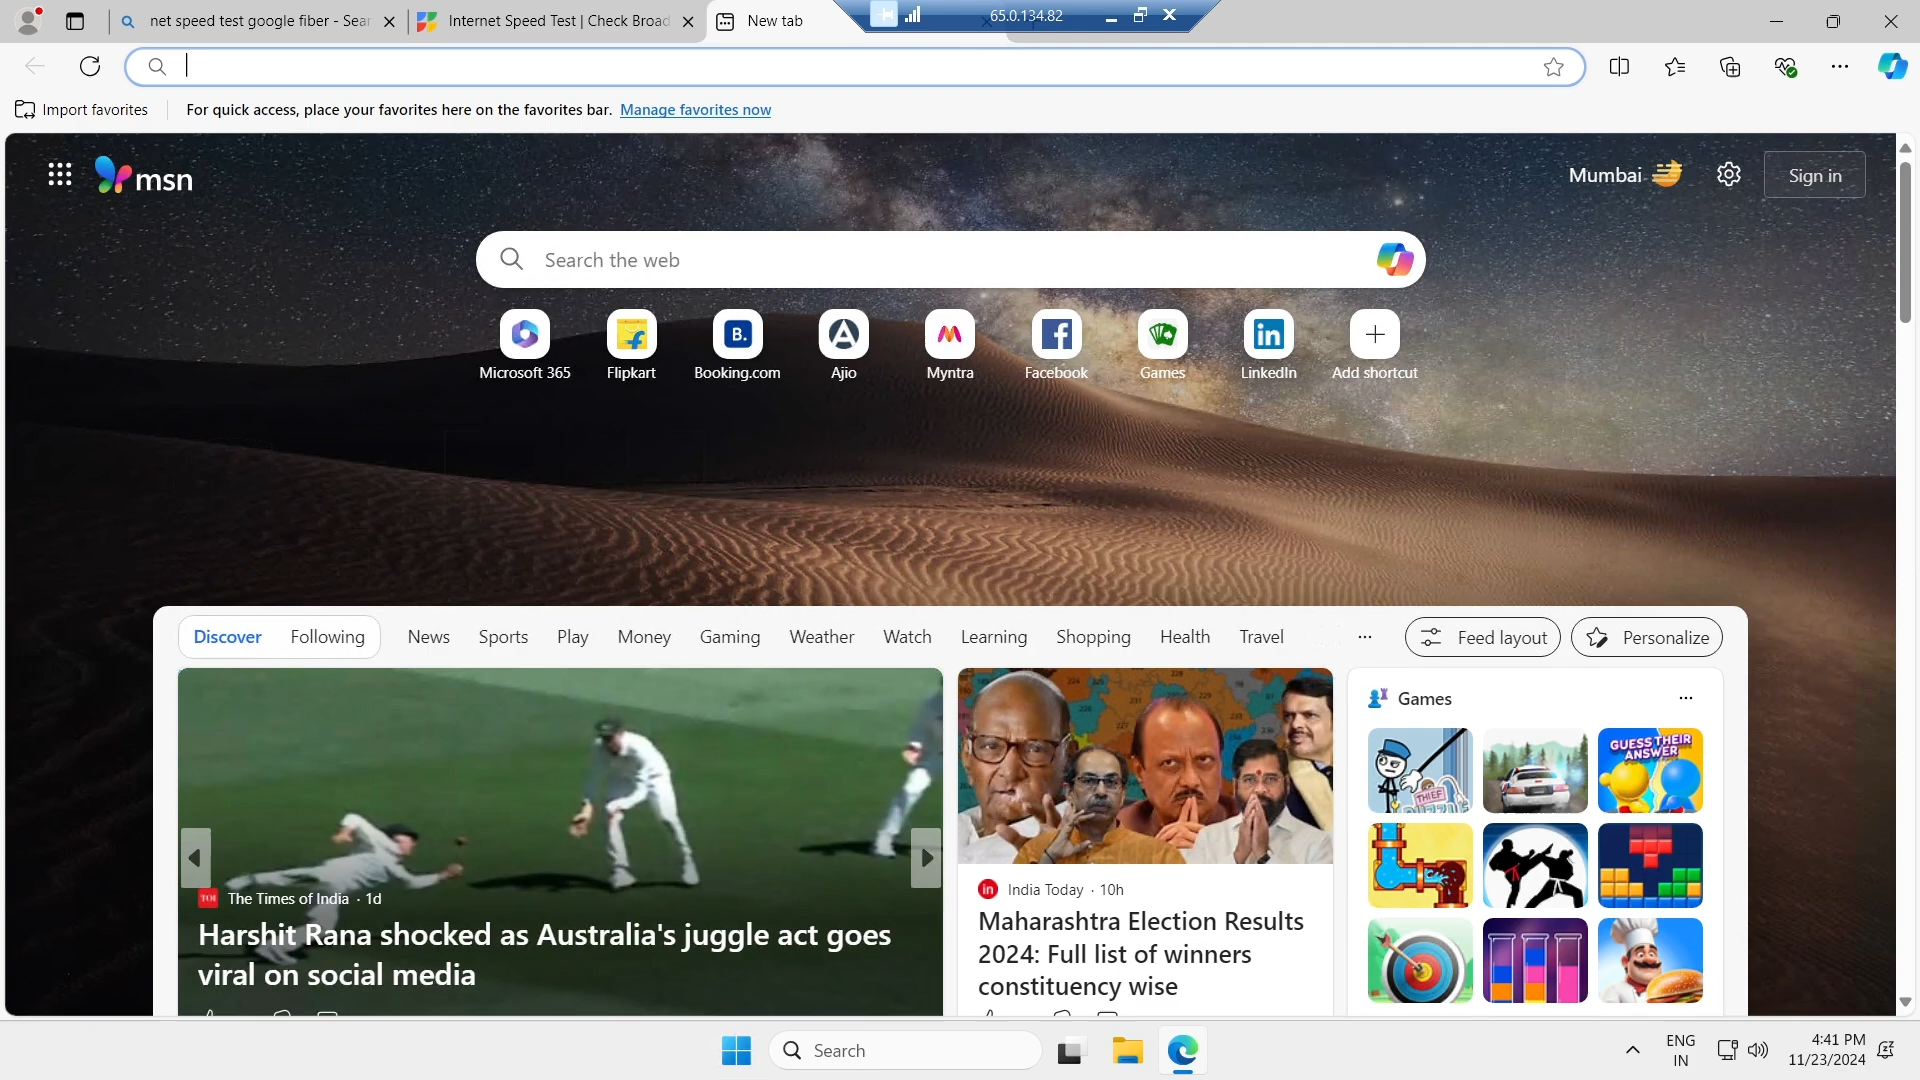 net speed test google fiber - Sear
Internet Speed Test | Check Broad
New tab
65.0.134.82
Import favorites
For quick access, place your favorites here on the favorites bar. Manage favorites now
msn
Mumbai
Sign in
Search the web
B.
Microsoft 365
Flipkart
Booking.com
Ajio
Myntra
Facebook
Games
LinkedIn
Add shortcut
Discover
Following
News
Sports
Play
Money
Gaming
Weather
Watch
Learning
Shopping
Health
Travel
Feed layout
Personalize
TOI
The Times of India · 1d
Harshit Rana shocked as Australia's juggle act goes
viral on social media
in
India Today · 10h
Maharashtra Election Results
2024: Full list of winners
constituency wise
Games
THIEF
GUESS THEIR
ANSWER
Search
ENG
IN
4:41 PM
11/23/2024